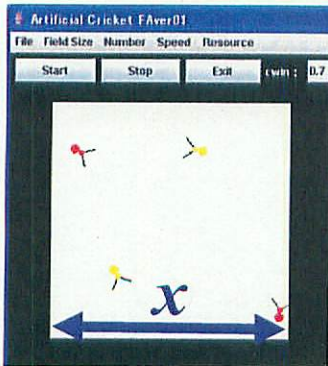 Artificial Cricket FAver01
File Field Size Number Speed Resource
Start Stop Exit cwin : 0.7
x